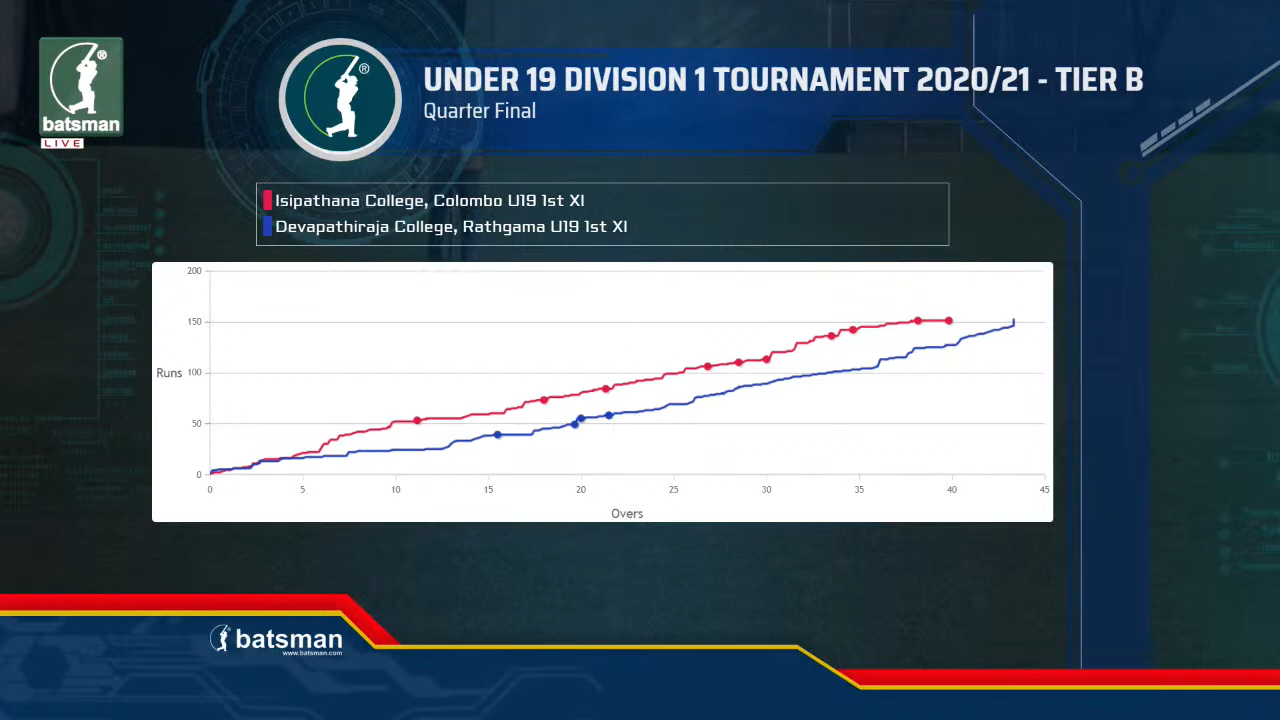 batsman
LIVE
UNDER 19 DIVISION 1 TOURNAMENT 2020/21 - TIER B
Quarter Final
Isipathana College, Colombo U19 1st XI
Devapathiraja College, Rathgama U19 1st XI
200
150
Runs 100
50
0
0 5 10 15 20 25 30 35 40 45
Overs
batsman
www.batsman.com